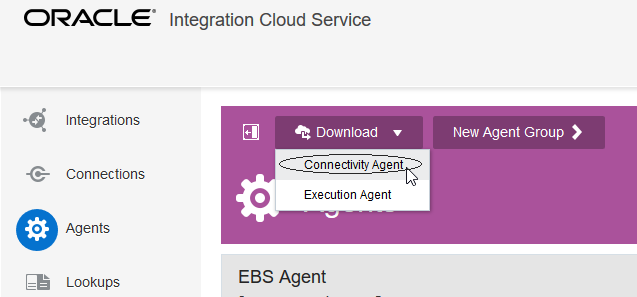 ORACLE® Integration Cloud Service
Integrations
Connections
Agents
Lookups
Download
New Agent Group
Connectivity Agent
Execution Agent
EBS Agent